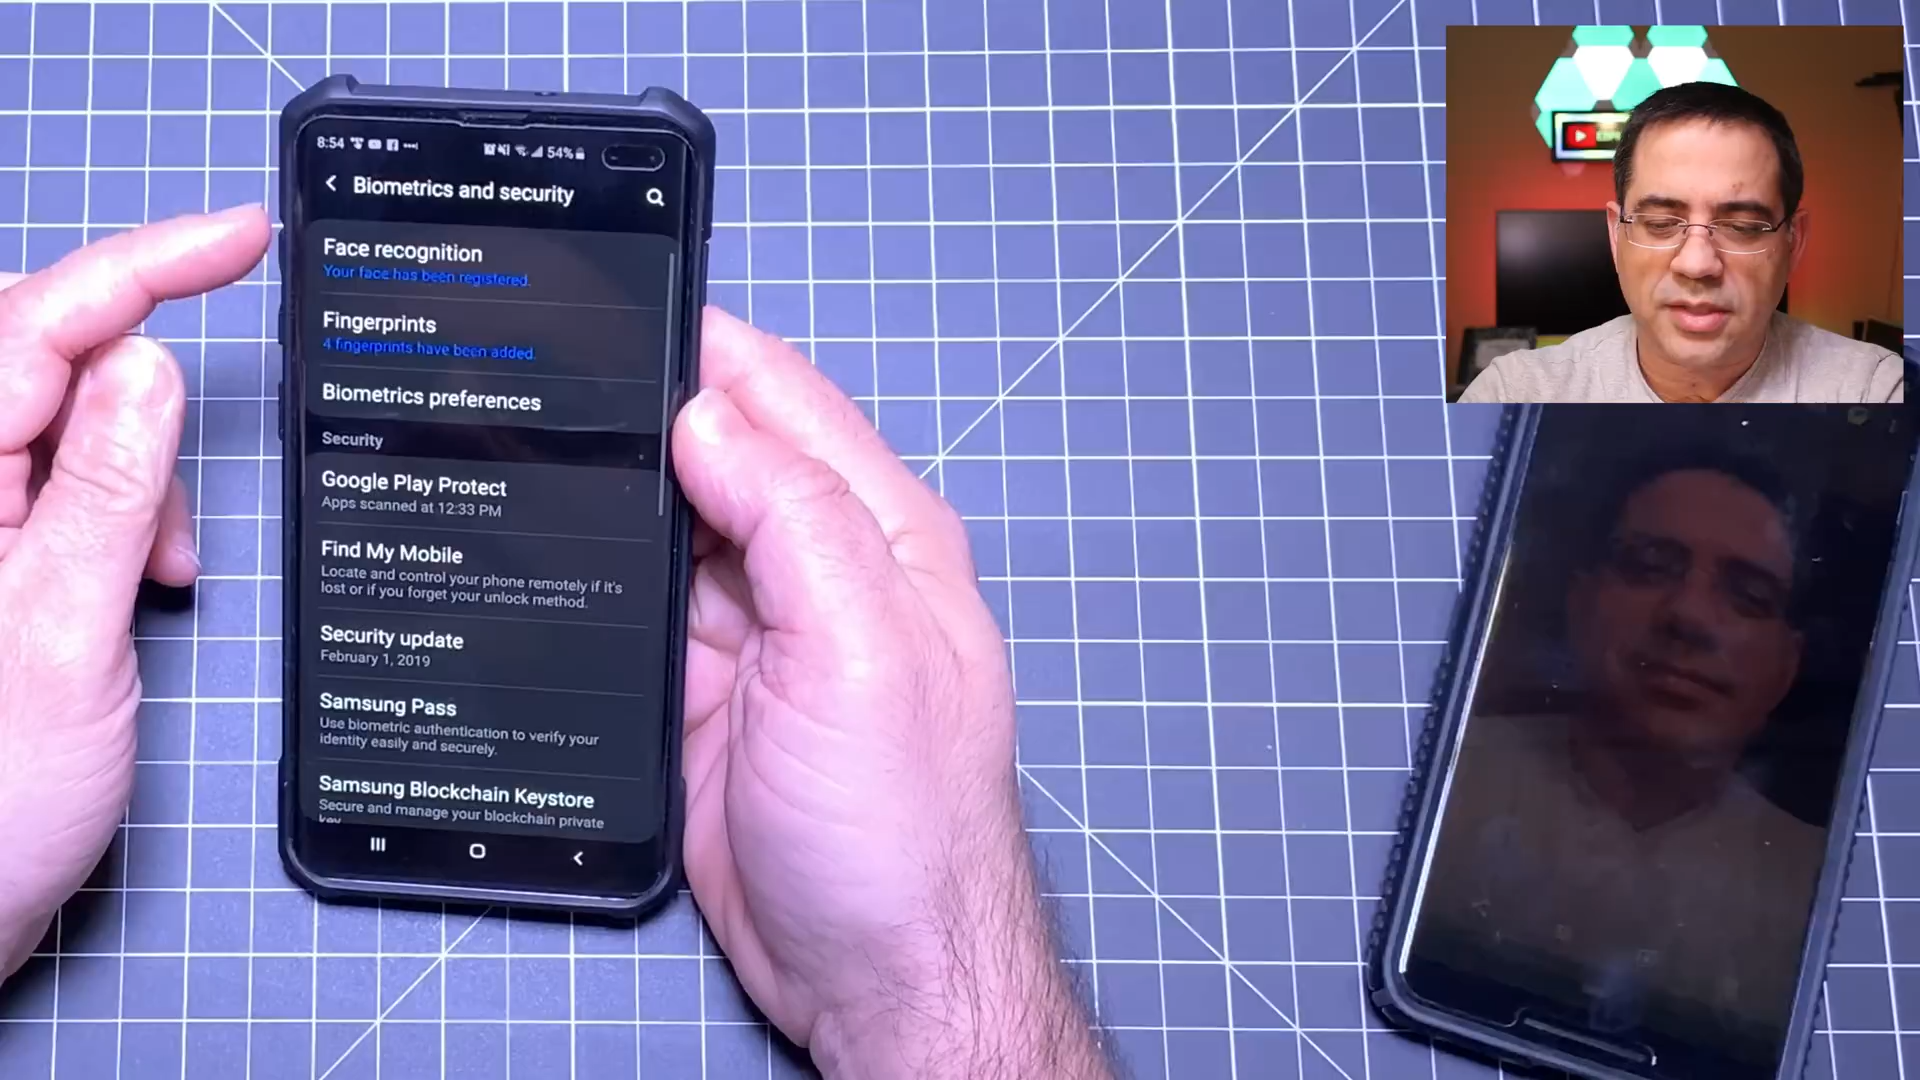 8:54
54%
Biometrics and security
Face recognition
Your face has been registered.
Fingerprints
4 fingerprints have been added.
Biometrics preferences
Security
Google Play Protect
Apps scanned at 12:33 PM
Find My Mobile
Locate and control your phone remotely if it's
lost or if you forget your unlock method.
Security update
February 1, 2019
Samsung Pass
Use biometric authentication to verify your
identity easily and securely.
Samsung Blockchain Keystore
Secure and manage your blockchain private
key